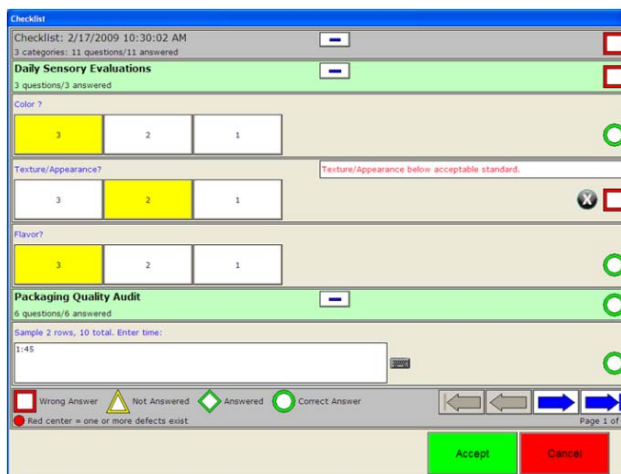 Checklist
Checklist: 2/17/2009 10:30:02 AM
3 categories: 11 questions/11 answered
Daily Sensory Evaluations
3 questions/3 answered
Color ?
3 2 1
Texture/Appearance? Texture/Appearance below acceptable standard.
3 2 1
X
Flavor?
3 2 1
Packaging Quality Audit
6 questions/6 answered
Sample 2 rows, 10 total. Enter time:
1:45
Wrong Answer Not Answered Answered Correct Answer
Red center = one or more defects exist Page 1 of
Accept Cancel